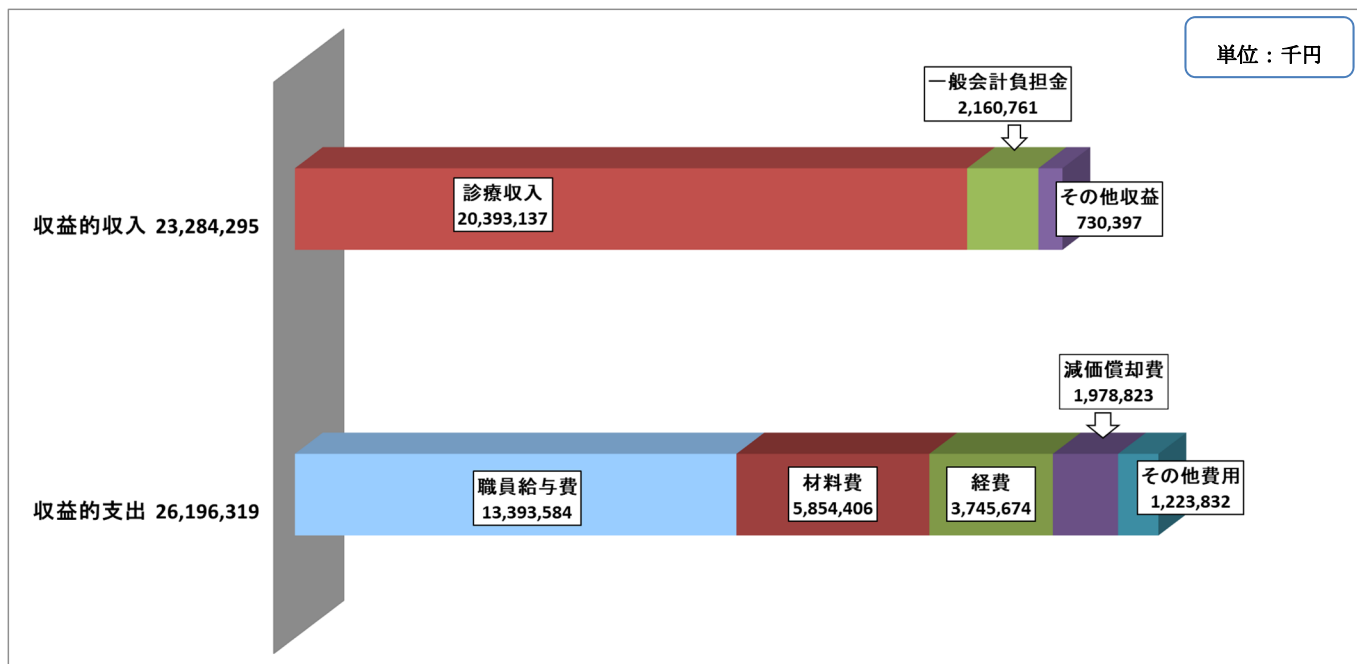 単位：千円
一般会計負担金
2,160,761
収益的収入 23,284,295
診療収入
20,393,137
その他収益
730,397
減価償却費
1,978,823
収益的支出 26,196,319
職員給与費
13,393,584
材料費
5,854,406
経費
3,745,674
その他費用
1,223,832